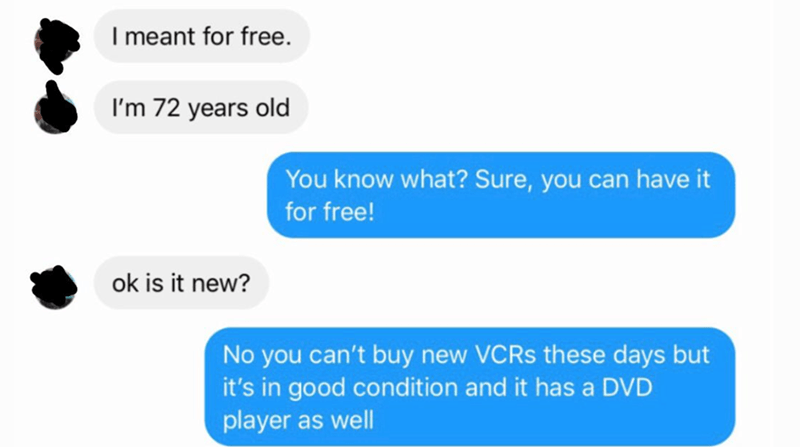 I meant for free.
I'm 72 years old
You know what? Sure, you can have it
for free!
ok is it new?
No you can't buy new VCRs these days but
it's in good condition and it has a DVD
player as well